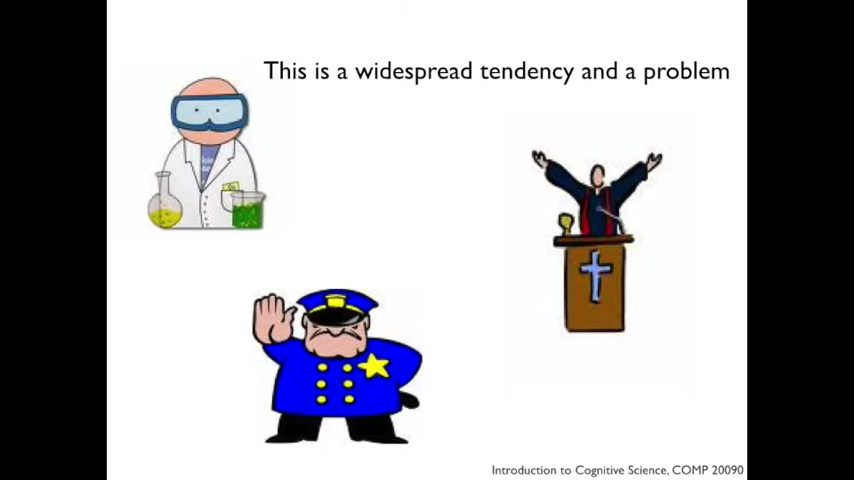 This is a widespread tendency and a problem
Introduction to Cognitive Science, COMP 20090